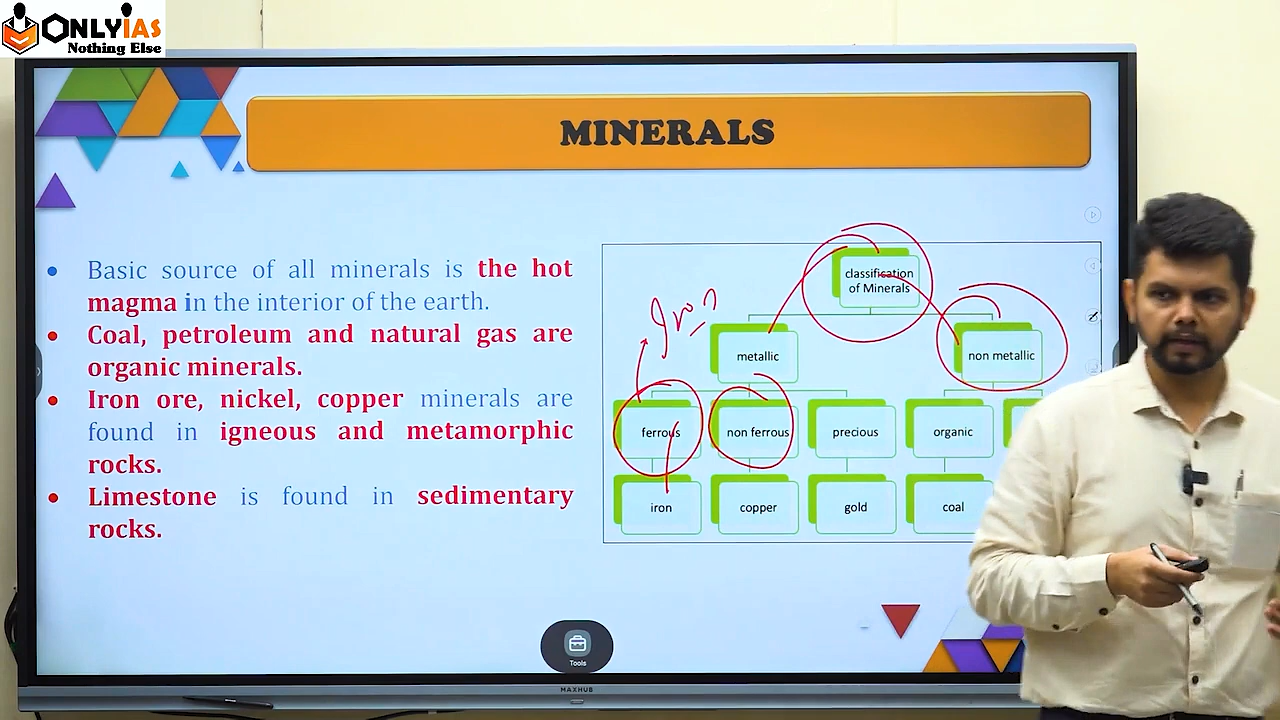 ONLYIAS
Nothing Else
MINERALS
• Basic source of all minerals is the hot
magma in the interior of the earth.
• Coal, petroleum and natural gas are
organic minerals.
• Iron ore, nickel, copper minerals are
found in igneous and metamorphic
rocks.
• Limestone is found in sedimentary
rocks.
classification
of Minerals
Iron
metallic
non metallic
ferrous
non ferrous
precious
organic
iron
copper
gold
coal
Tools
MAXHUB